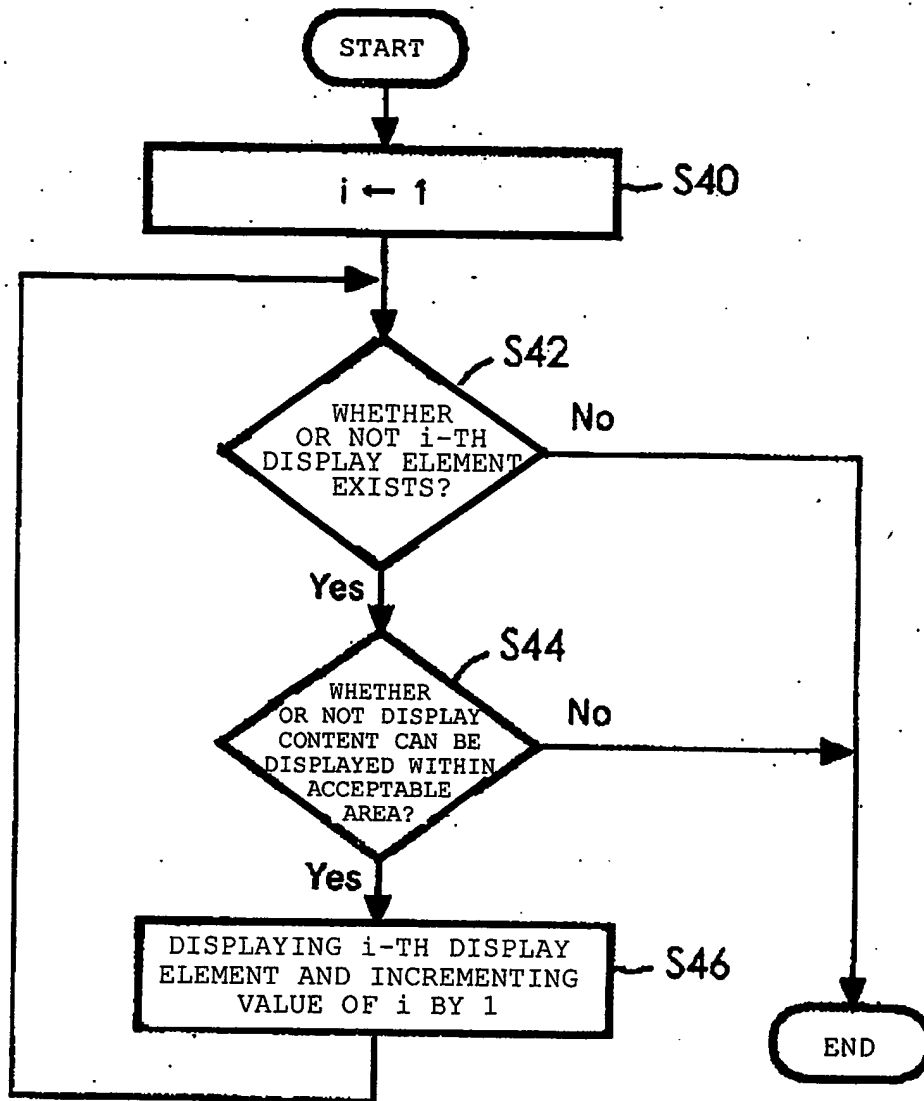 START
i ← 1
S40
S42
WHETHER
OR NOT i-TH
DISPLAY ELEMENT
EXISTS?
No
Yes
S44
WHETHER
OR NOT DISPLAY
CONTENT CAN BE
DISPLAYED WITHIN
ACCEPTABLE
AREA?
No
Yes
DISPLAYING i-TH DISPLAY
ELEMENT AND INCREMENTING
VALUE OF i BY 1
S46
END